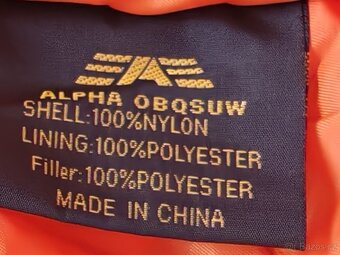 ALPHA OBQSUW
SHELL:100%NYLON
LINING:100%POLYESTER
Filler:100%POLYESTER
MADE IN CHINA